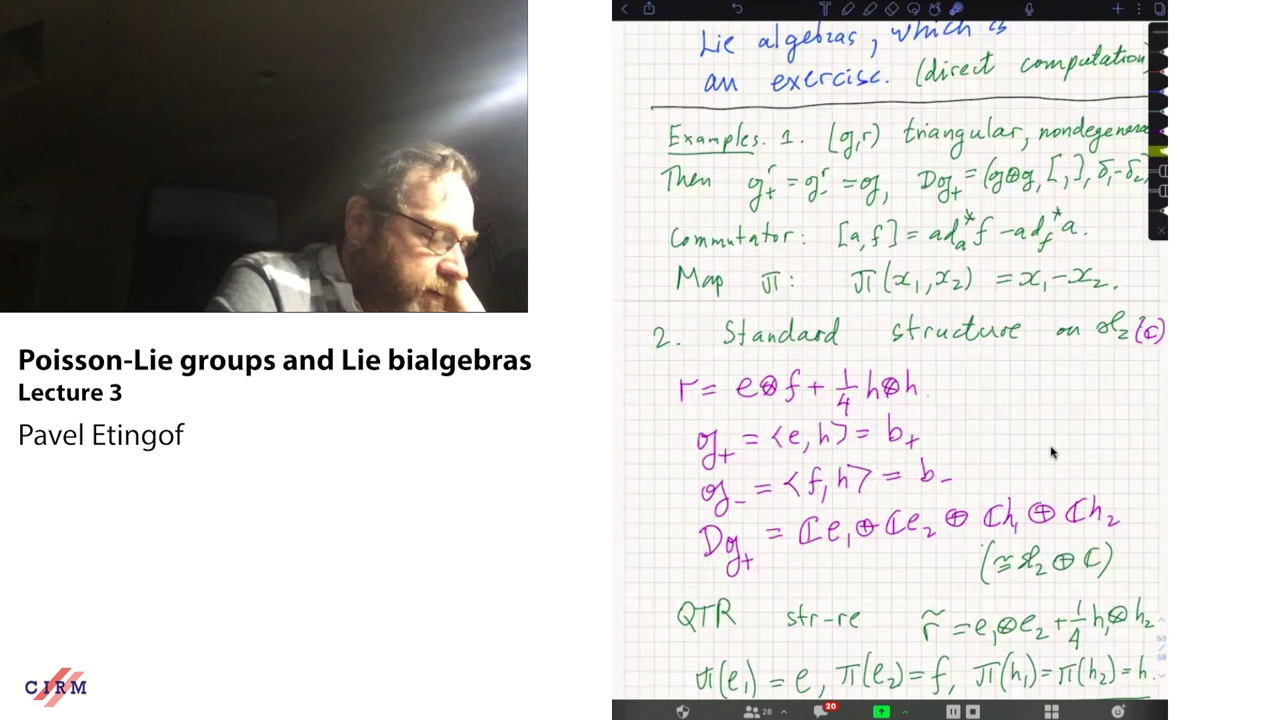 Lie algebras, which is
an exercise. (direct computation
Examples. 1. (g,r) triangular, nondegenera
Then g₊ʳ = g₋ʳ = g, Dg₊ = (g⊕g, [,], δ₁-δ₂)
Commutator: [a,f] = ad*ₐf - ad*_f a.
Map π: π(x₁,x₂) = x₁-x₂.
2. Standard structure on sl₂(ℂ)
r = e⊗f + 1/4 h⊗h.
g₊ = <e,h> = b₊
g₋ = <f,h> = b₋
Dg₊ = ℂe₁⊕ℂe₂⊕ℂh₁⊕ℂh₂
(≅sl₂⊕ℂ)
QTR str-re r̃ = e₁⊗e₂+1/4 h₁⊗h₂
π(e₁) = e, π(e₂) = f, π(h₁)=π(h₂)=h.
Poisson-Lie groups and Lie bialgebras
Lecture 3
Pavel Etingof
CIRM
28
20